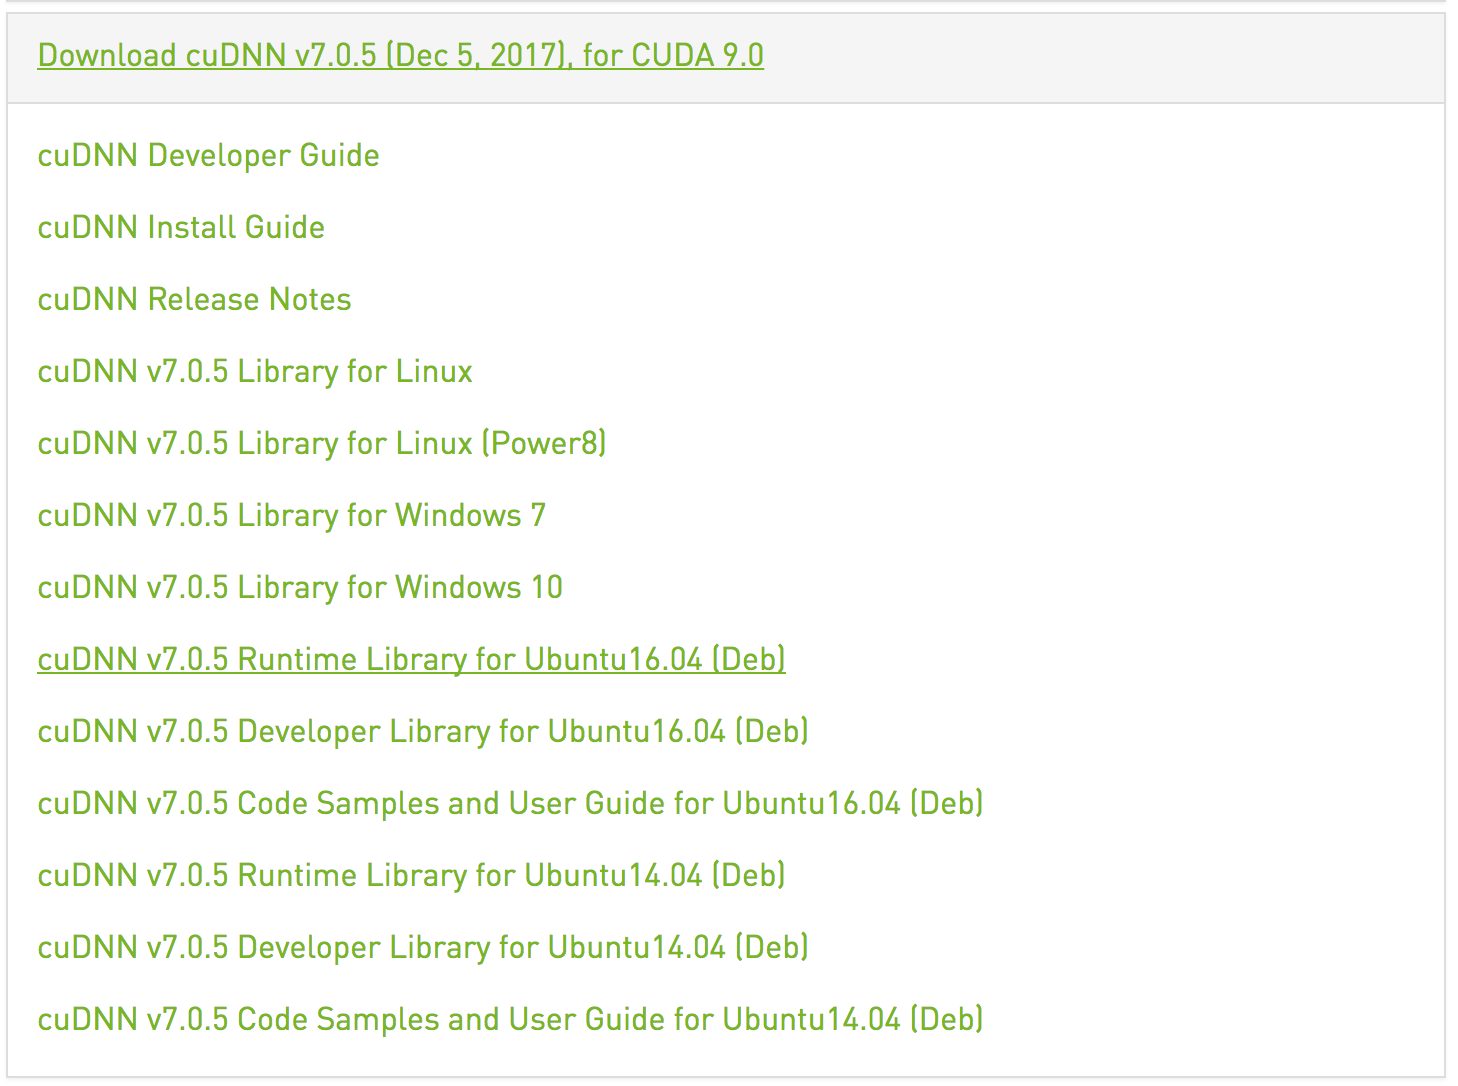 Download cuDNN v7.0.5 (Dec 5, 2017), for CUDA 9.0
cuDNN Developer Guide
cuDNN Install Guide
cuDNN Release Notes
cuDNN v7.0.5 Library for Linux
cuDNN v7.0.5 Library for Linux (Power8)
cuDNN v7.0.5 Library for Windows 7
cuDNN v7.0.5 Library for Windows 10
cuDNN v7.0.5 Runtime Library for Ubuntu16.04 (Deb)
cuDNN v7.0.5 Developer Library for Ubuntu16.04 (Deb)
cuDNN v7.0.5 Code Samples and User Guide for Ubuntu16.04 (Deb)
cuDNN v7.0.5 Runtime Library for Ubuntu14.04 (Deb)
cuDNN v7.0.5 Developer Library for Ubuntu14.04 (Deb)
cuDNN v7.0.5 Code Samples and User Guide for Ubuntu14.04 (Deb)